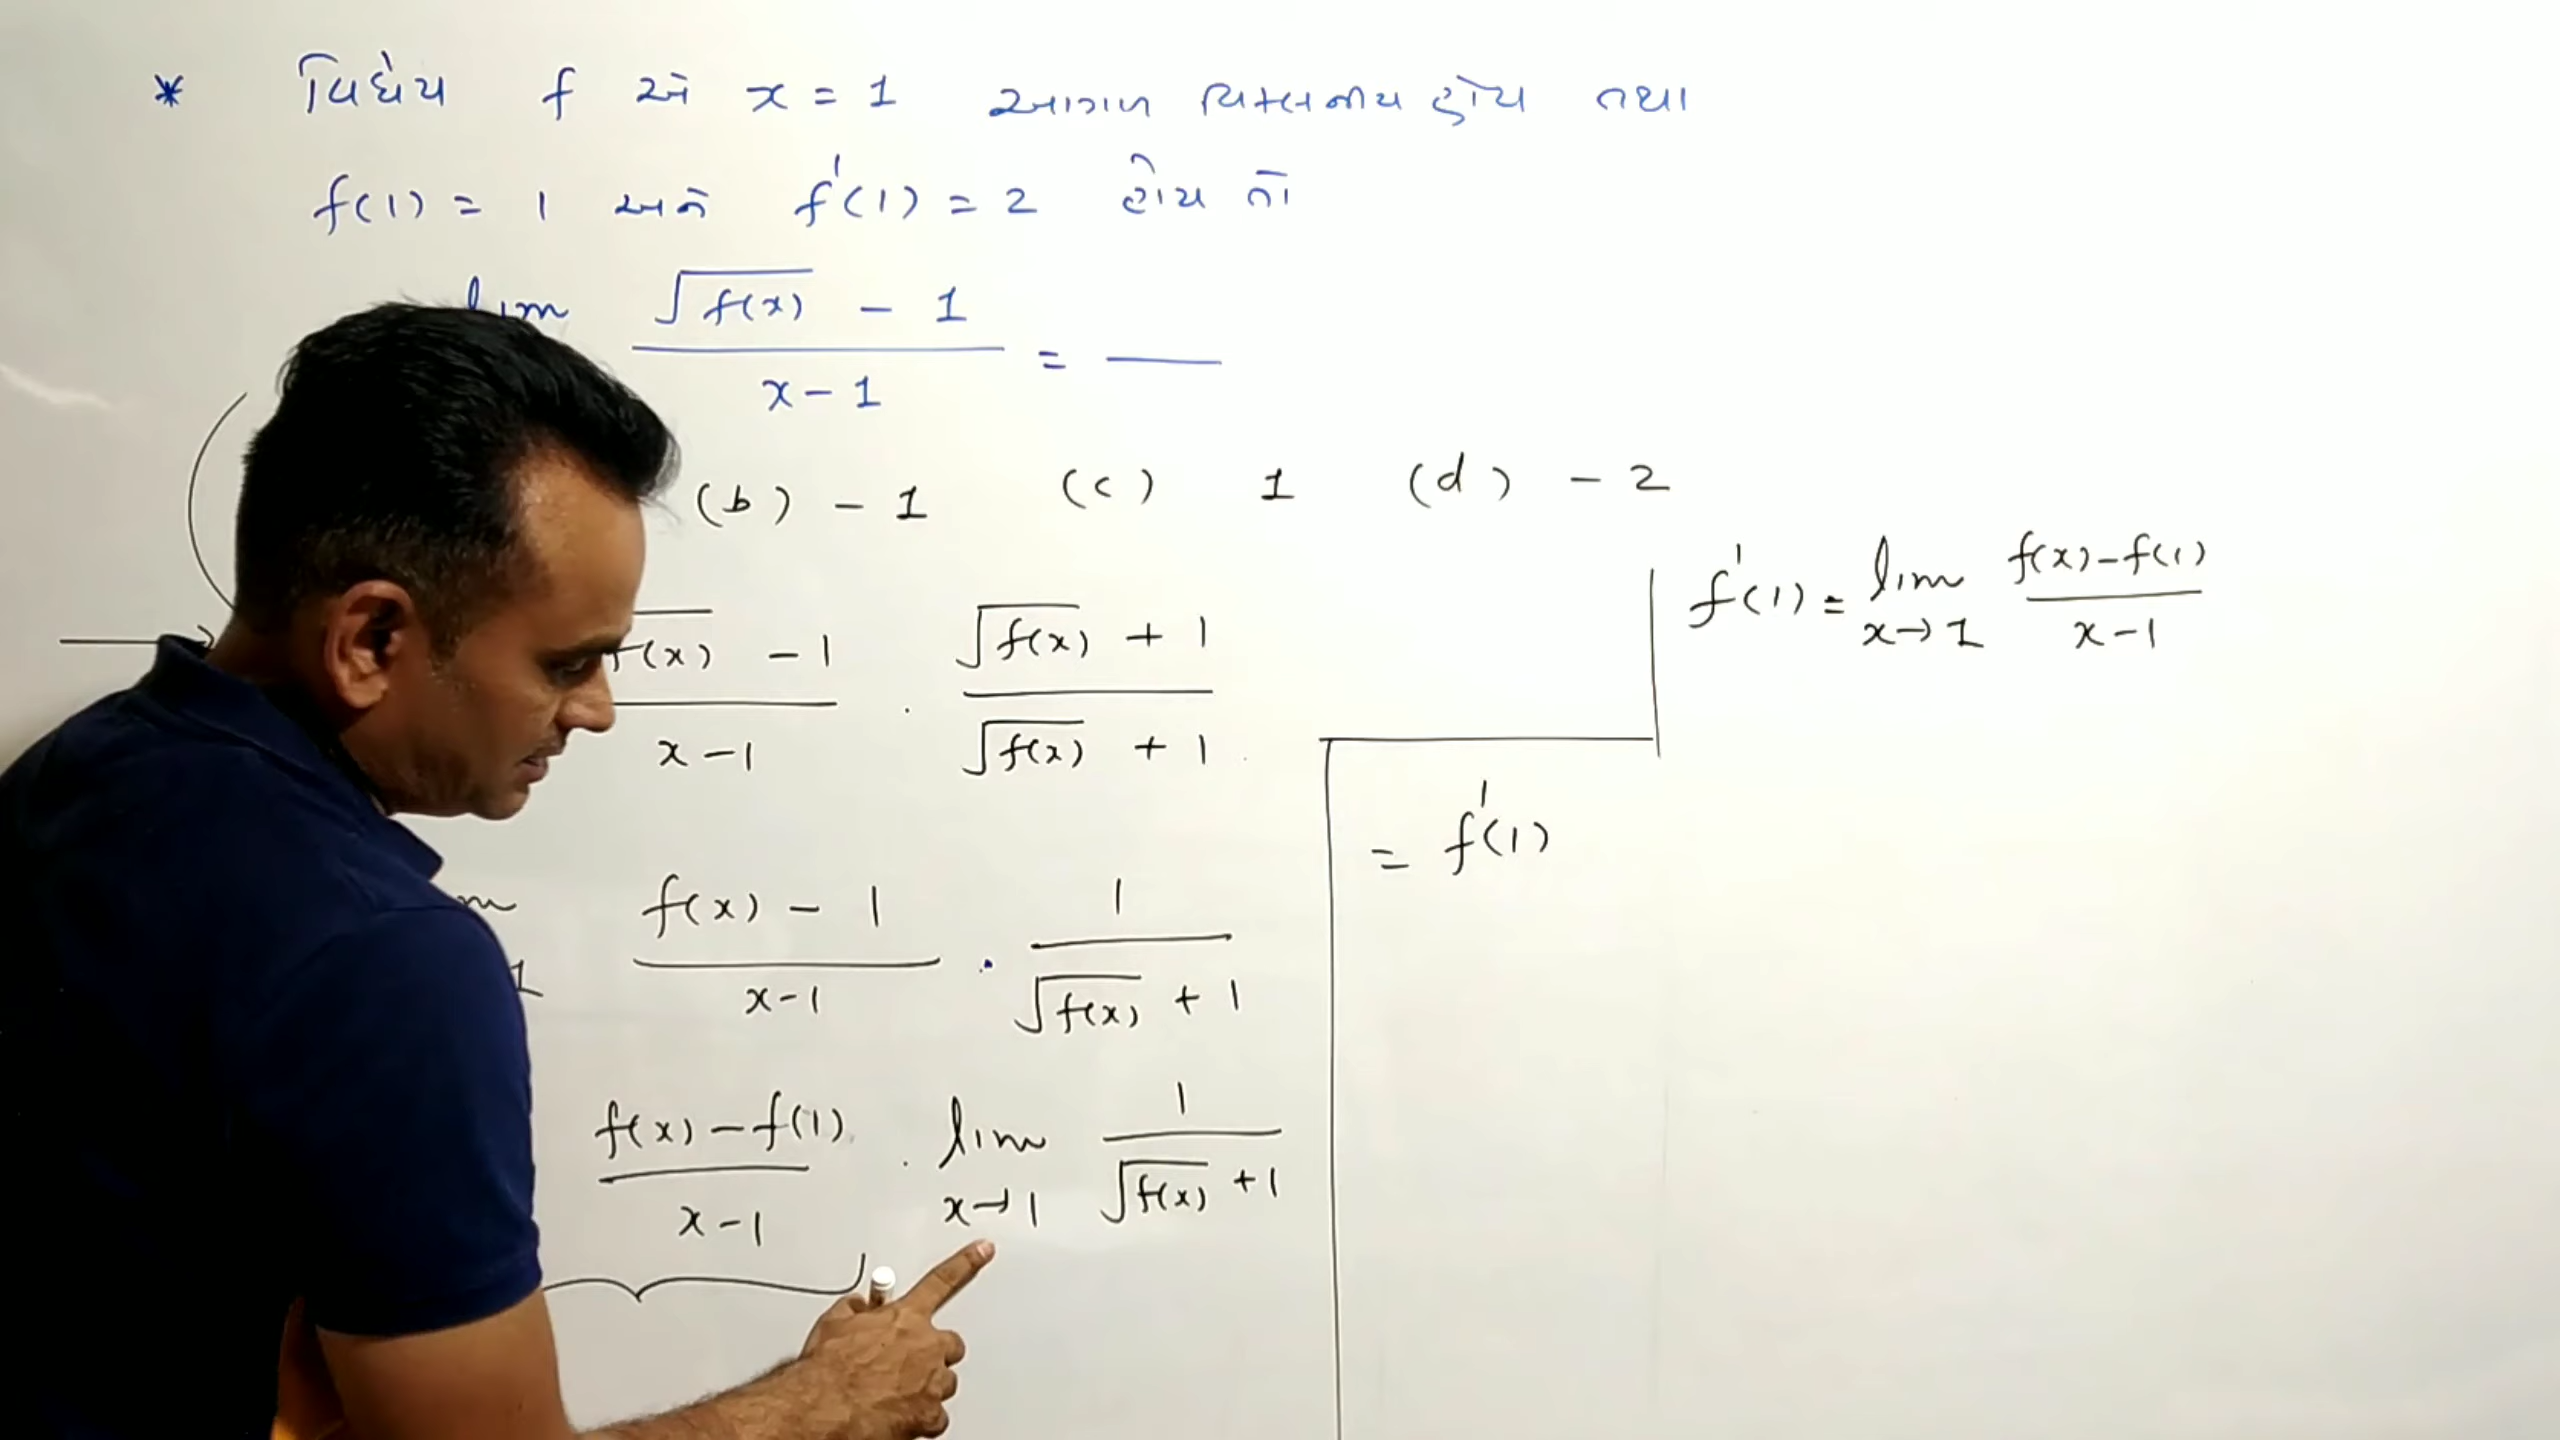 * વિધેય f એ x = 1 આગળ વિકલનીય હોય તથા
f(1) = 1 અને f'(1) = 2 હોય તો
lim √f(x) - 1 / x - 1 = ___
(b) - 1 (c) 1 (d) - 2
f'(1) = lim x→1 f(x) - f(1) / x - 1
√f(x) - 1 / x - 1 . √f(x) + 1 / √f(x) + 1
f(x) - 1 / x - 1 . 1 / √f(x) + 1
f(x) - f(1) / x - 1 . lim x→1 1 / √f(x) + 1
= f'(1)